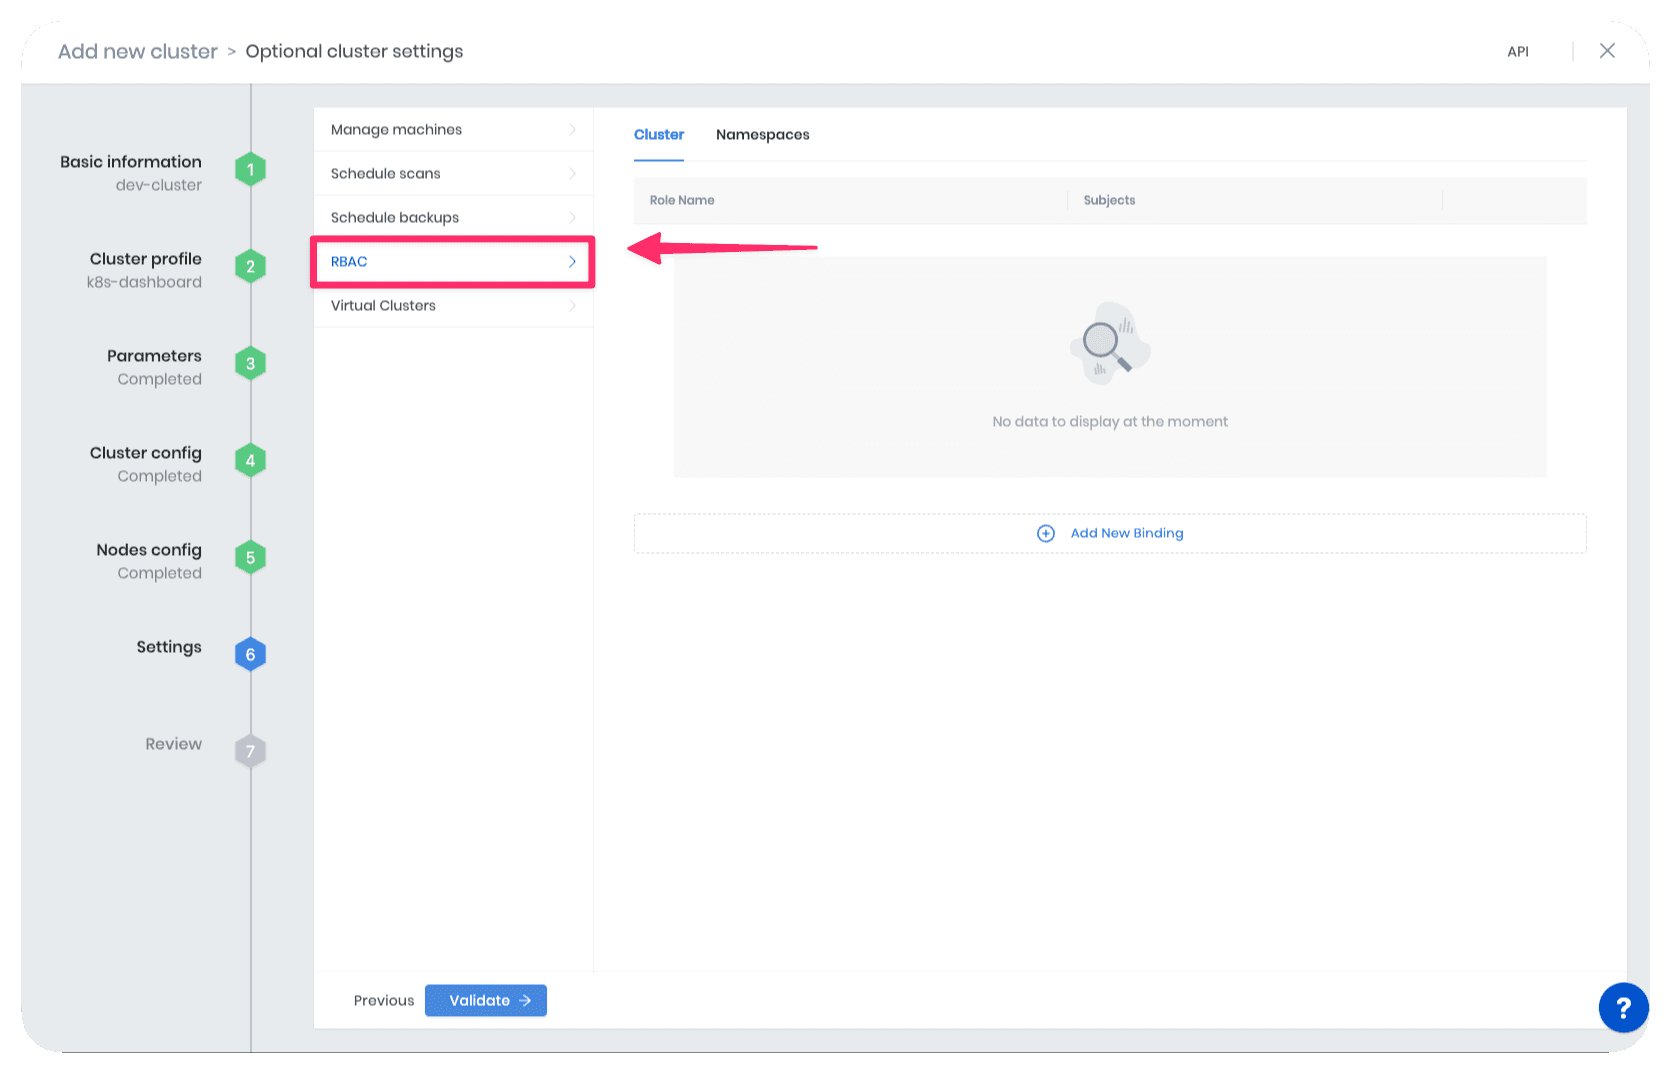 Add new cluster > Optional cluster settings
API
Basic information
dev-cluster
1
Cluster profile
k8s-dashboard
2
Parameters
Completed
3
Cluster config
Completed
4
Nodes config
Completed
5
Settings
6
Review
7
Manage machines
Schedule scans
Schedule backups
RBAC
Virtual Clusters
Cluster
Namespaces
Role Name
Subjects
No data to display at the moment
Add New Binding
Previous
Validate
?